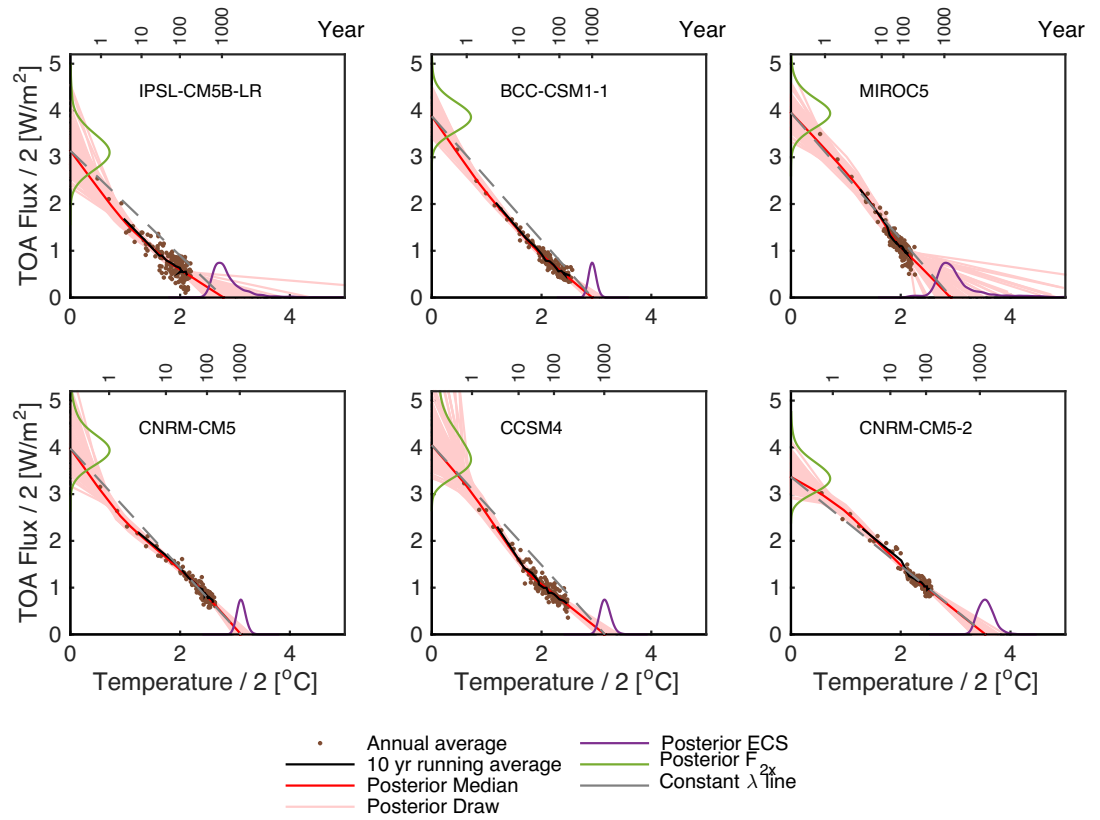 1 10 100 1000 Year
1 10 100 1000 Year
1 10 100 1000 Year
TOA Flux / 2 [W/m²]
5
4
3
2
1
0
IPSL-CM5B-LR
0 2 4
5
4
3
2
1
0
BCC-CSM1-1
0 2 4
5
4
3
2
1
0
MIROC5
0 2 4
1 10 100 1000
1 10 100 1000
1 10 100 1000
TOA Flux / 2 [W/m²]
5
4
3
2
1
0
CNRM-CM5
0 2 4
Temperature / 2 [°C]
5
4
3
2
1
0
CCSM4
0 2 4
Temperature / 2 [°C]
5
4
3
2
1
0
CNRM-CM5-2
0 2 4
Temperature / 2 [°C]
Annual average
10 yr running average
Posterior Median
Posterior Draw
Posterior ECS
Posterior F₂ₓ
Constant λ line